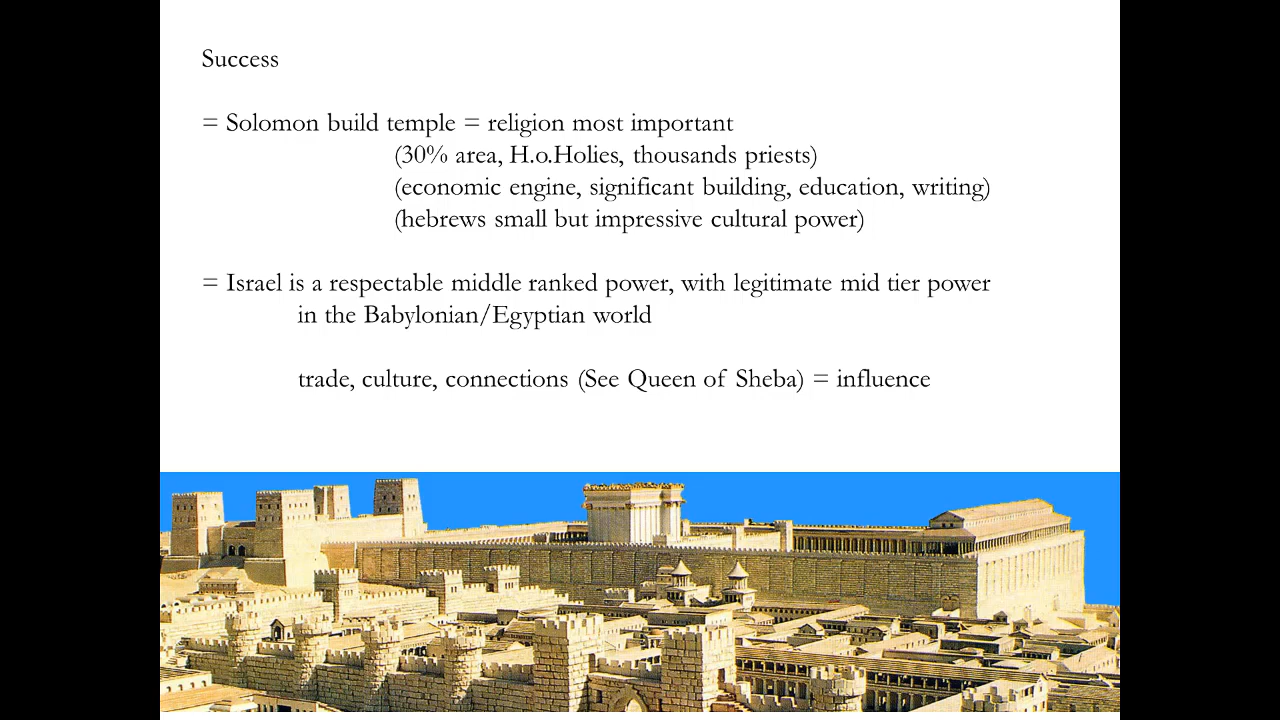 Success
= Solomon build temple = religion most important
(30% area, H.o.Holies, thousands priests)
(economic engine, significant building, education, writing)
(hebrews small but impressive cultural power)
= Israel is a respectable middle ranked power, with legitimate mid tier power
in the Babylonian/Egyptian world
trade, culture, connections (See Queen of Sheba) = influence